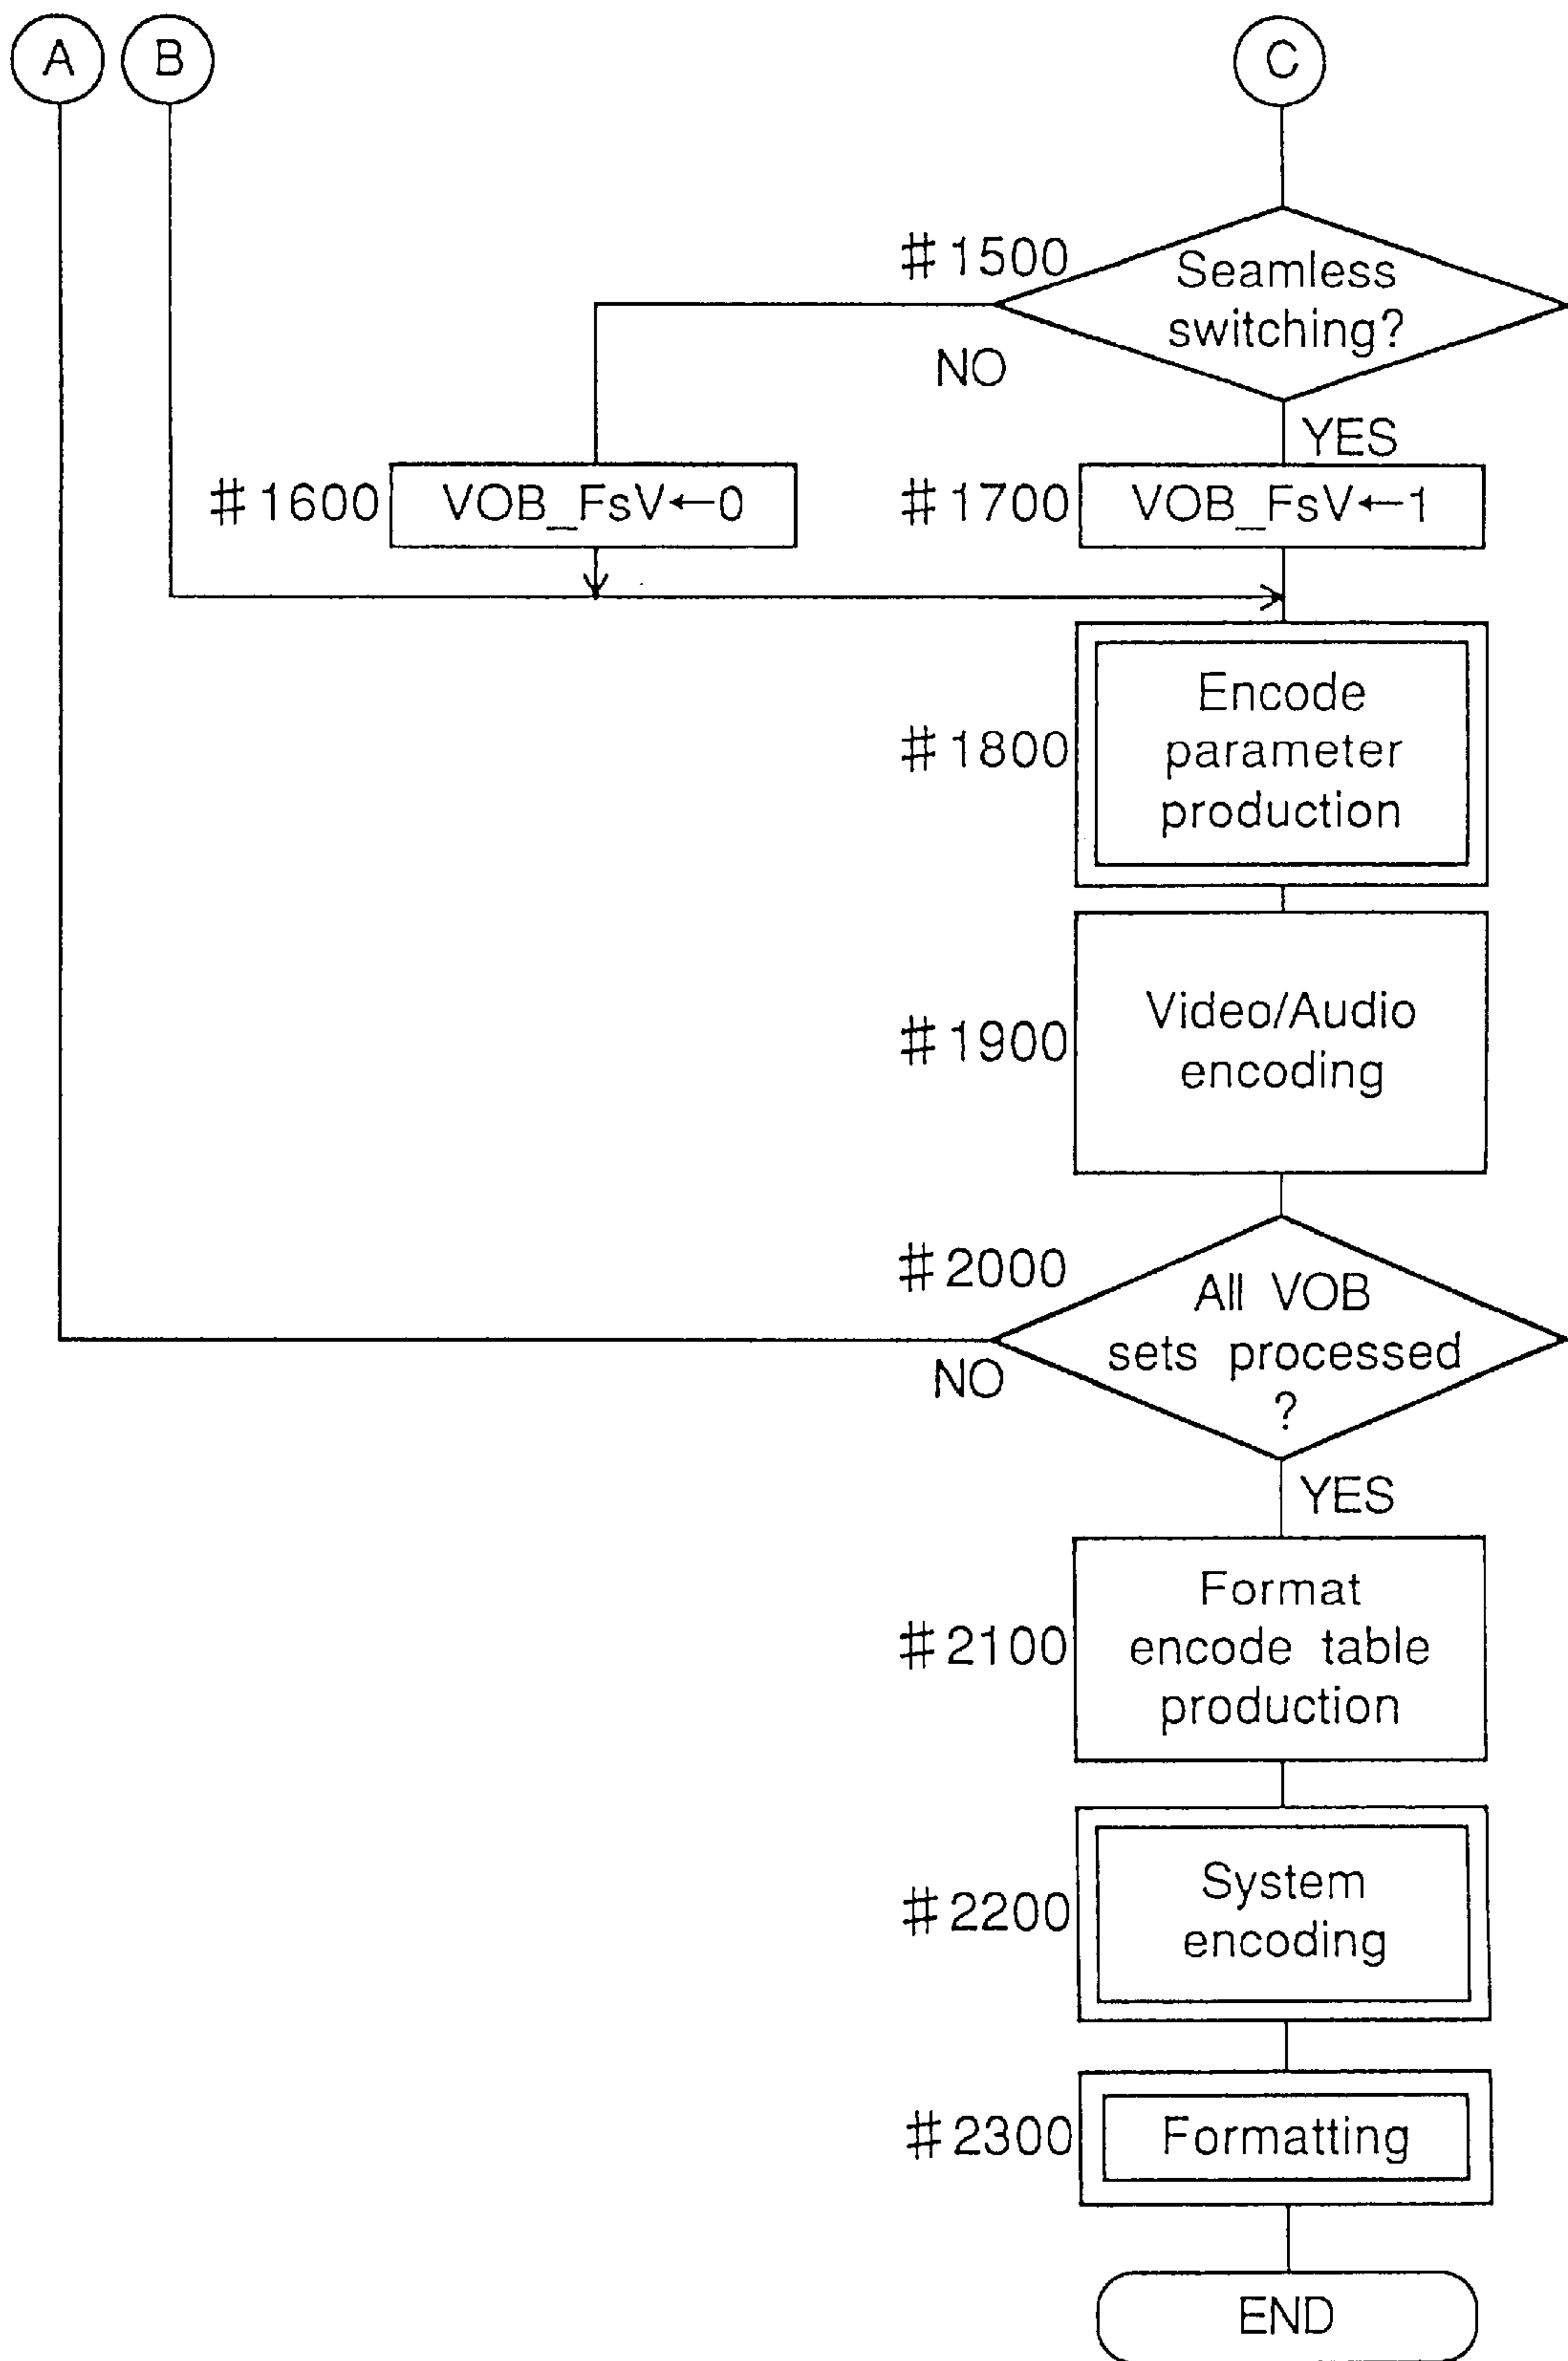 A
B
C
#1500
Seamless
switching?
NO
YES
#1600
VOB_FsV←0
#1700
VOB_FsV←1
#1800
Encode
parameter
production
#1900
Video/Audio
encoding
#2000
All VOB
sets processed
?
NO
YES
#2100
Format
encode table
production
#2200
System
encoding
#2300
Formatting
END